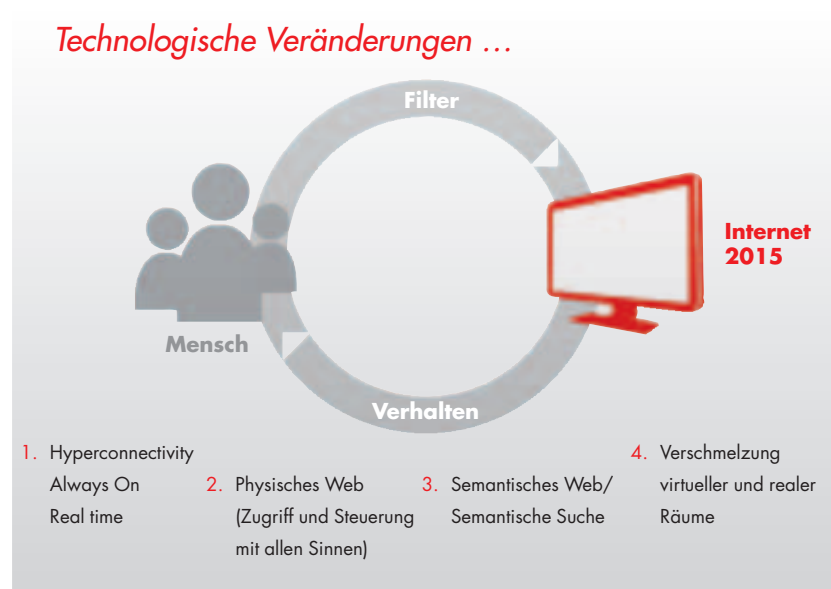 Technologische Veränderungen ...
Filter
Internet
2015
Mensch
Verhalten
1. Hyperconnectivity
Always On
Real time
2. Physisches Web
(Zugriff und Steuerung
mit allen Sinnen)
3. Semantisches Web/
Semantische Suche
4. Verschmelzung
virtueller und realer
Räume